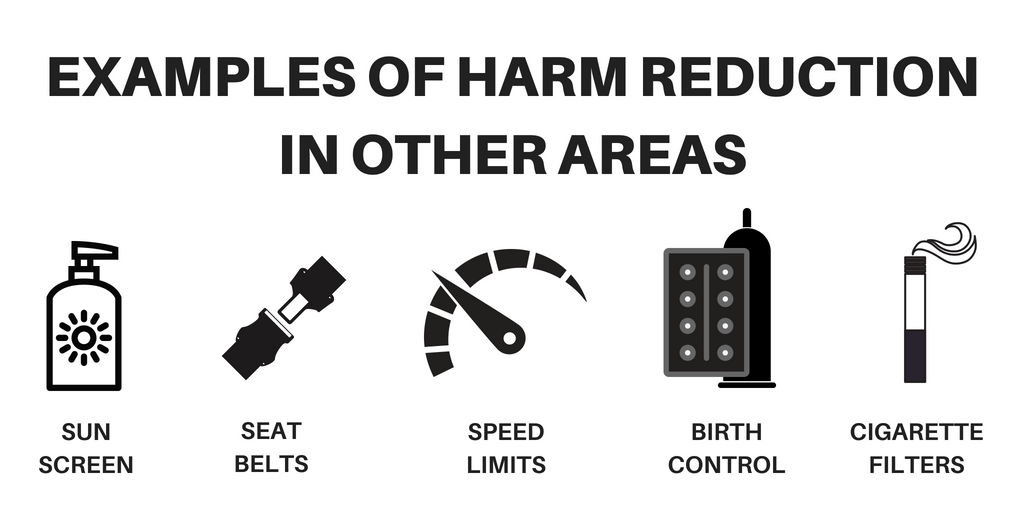 EXAMPLES OF HARM REDUCTION
IN OTHER AREAS
SUN
SCREEN
SEAT
BELTS
SPEED
LIMITS
BIRTH
CONTROL
CIGARETTE
FILTERS